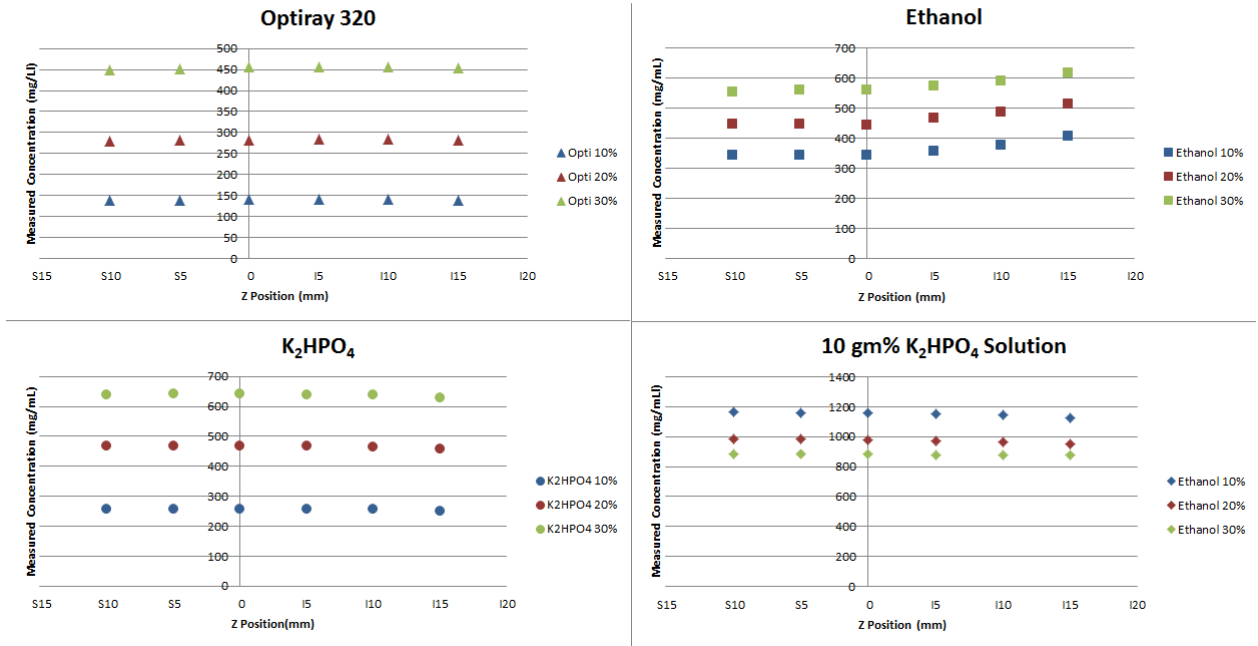 Optiray 320
Measured Concentration (mg/LI)
500
450
400
350
300
250
200
150
100
50
0
S15 S10 S5 0 I5 I10 I15 I20
Z Position (mm)
Opti 10%
Opti 20%
Opti 30%
Ethanol
Measured Concentration (mg/mL)
700
600
500
400
300
200
100
0
S15 S10 S5 0 I5 I10 I15 I20
Z Position (mm)
Ethanol 10%
Ethanol 20%
Ethanol 30%
K₂HPO₄
Measured Concentration (mg/mL)
700
600
500
400
300
200
100
0
S15 S10 S5 0 I5 I10 I15 I20
Z Position(mm)
K2HPO4 10%
K2HPO4 20%
K2HPO4 30%
10 gm% K₂HPO₄ Solution
Measured Concentration (mg/mLl)
1400
1200
1000
800
600
400
200
0
S15 S10 S5 0 I5 I10 I15 I20
Z Position (mm)
Ethanol 10%
Ethanol 20%
Ethanol 30%